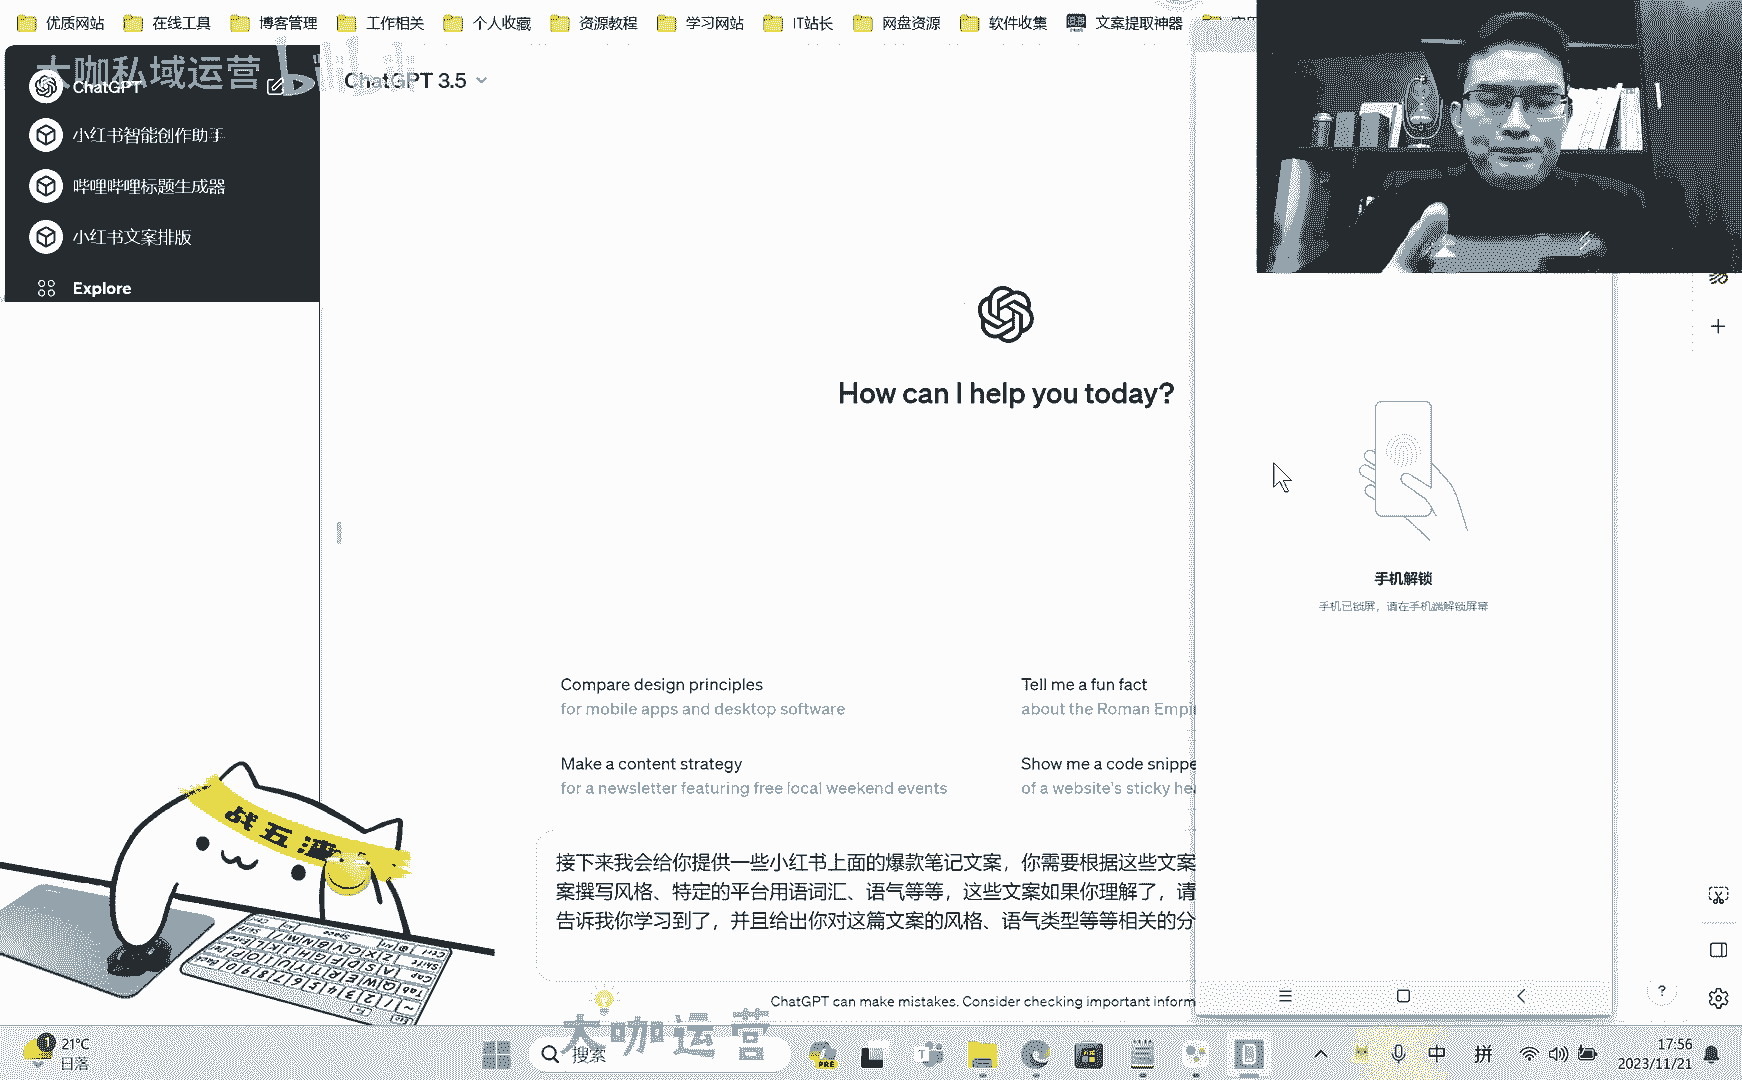 优质网站 在线工具 博客管理 工作相关 个人收藏 资源教程 学习网站 IT站长 网盘资源 软件收集 文案提取神器
大咖私域运营 bilibili
ChatGPT
ChatGPT 3.5
小红书智能创作助手
哔哩哔哩标题生成器
小红书文案排版
Explore
How can I help you today?
手机解锁
手机已锁屏，请在手机端解锁屏幕
Compare design principles
for mobile apps and desktop software
Tell me a fun fact
about the Roman Empi
Make a content strategy
for a newsletter featuring free local weekend events
Show me a code snippe
of a website's sticky hea
战五渣
接下来我会给你提供一些小红书上面的爆款笔记文案，你需要根据这些文案
案撰写风格、特定的平台用语词汇、语气等等，这些文案如果你理解了，请
告诉我你学习到了，并且给出你对这篇文案的风格、语气类型等等相关的分
ChatGPT can make mistakes. Consider checking important inform
大咖运营
1
21°C
日落
搜索
PRE
中 拼
17:56
2023/11/21